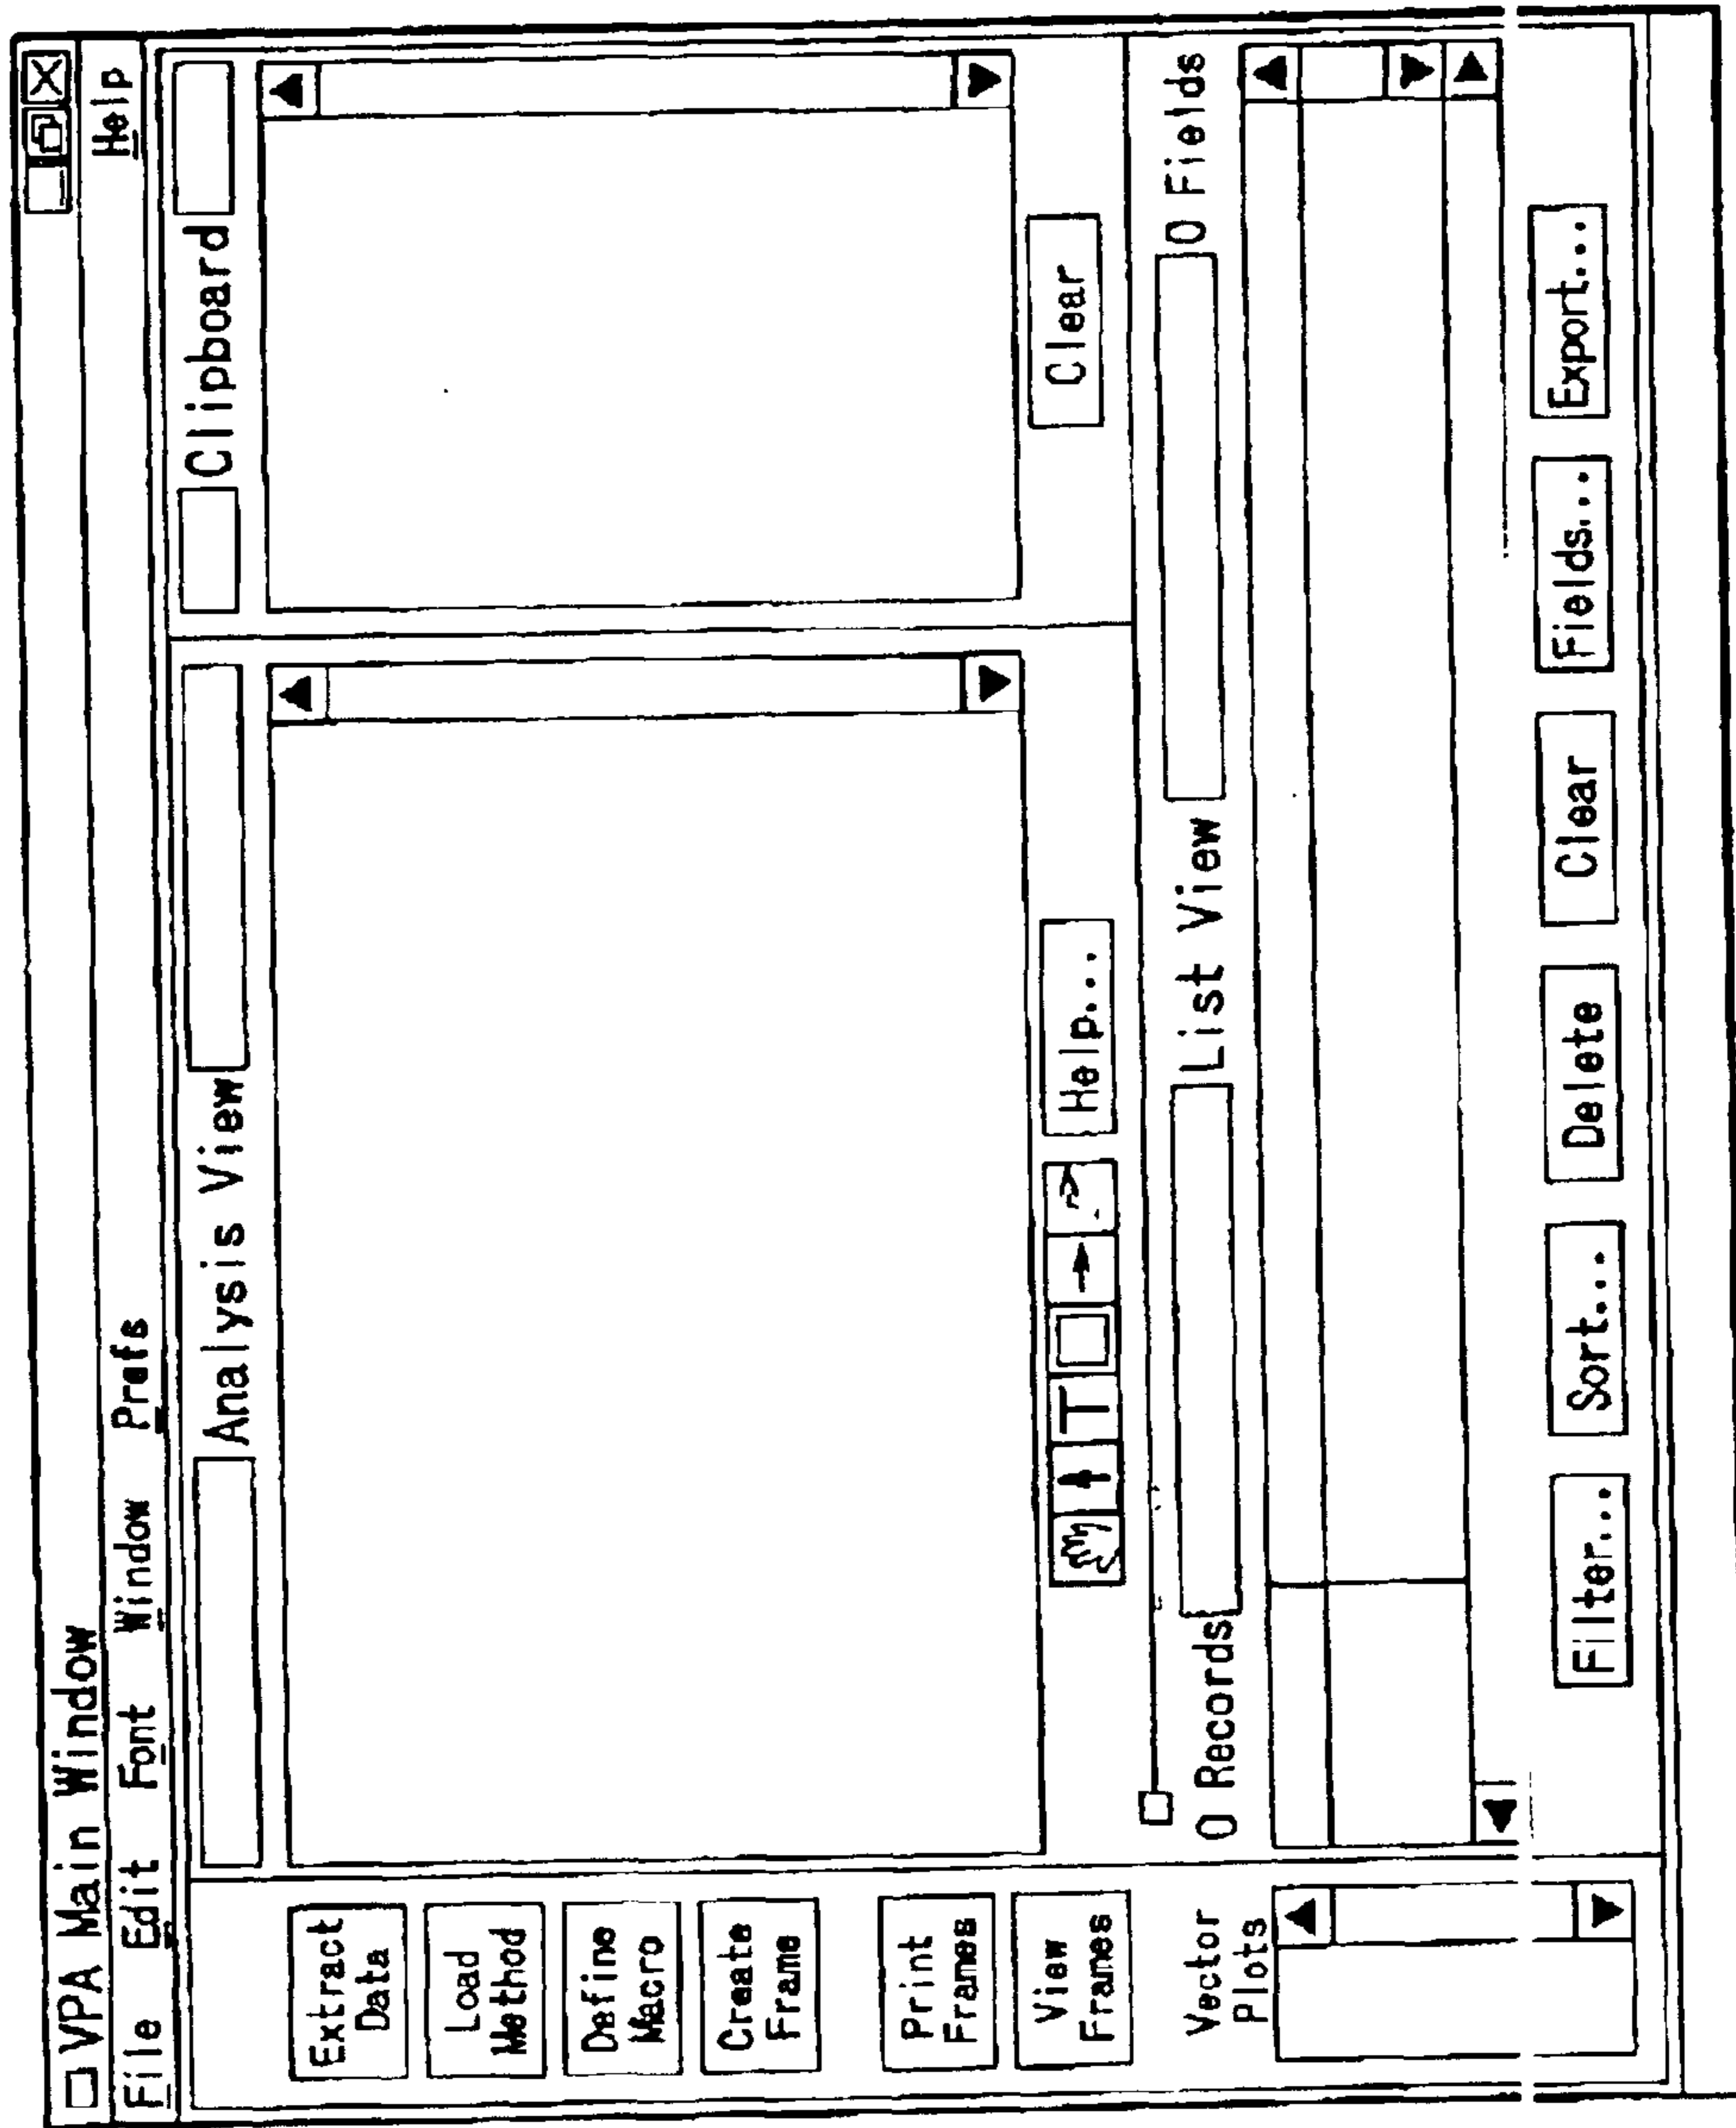 VPA Main Window
File Edit Font Window Prefs Help
Extract
Data
Load
Method
Define
Macro
Create
Frame
Print
Frames
View
Frames
Vector
Plots
Analysis View
Help...
Clipboard
Clear
0 Records List View 0 Fields
Filter... Sort... Delete Clear Fields... Export...